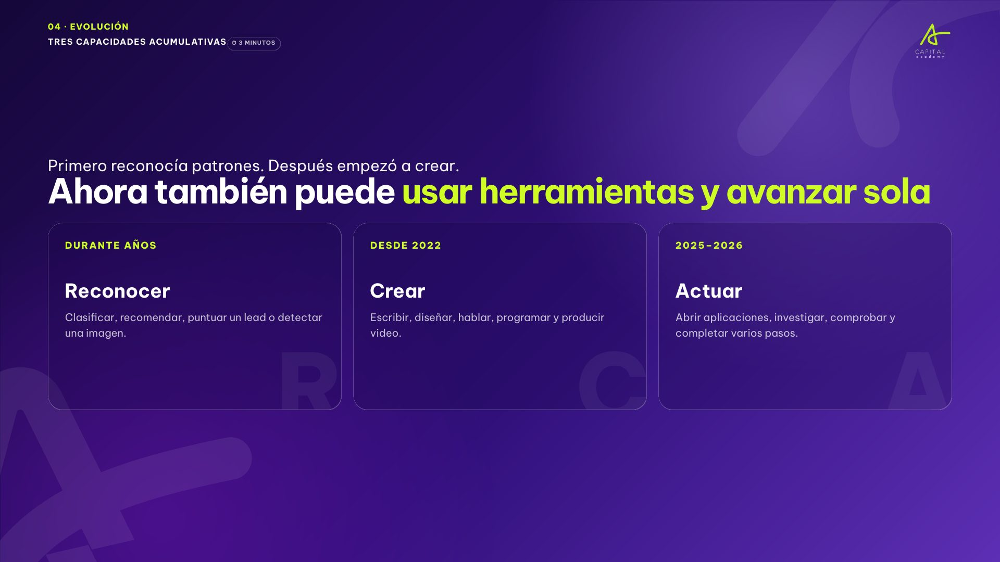 04 · EVOLUCIÓN
TRES CAPACIDADES ACUMULATIVAS
⏱ 3 MINUTOS
CAPITAL
academy
Primero reconocía patrones. Después empezó a crear.
Ahora también puede usar herramientas y avanzar sola
DURANTE AÑOS
Reconocer
Clasificar, recomendar, puntuar un lead o detectar
una imagen.
R
DESDE 2022
Crear
Escribir, diseñar, hablar, programar y producir
video.
C
2025–2026
Actuar
Abrir aplicaciones, investigar, comprobar y
completar varios pasos.
A